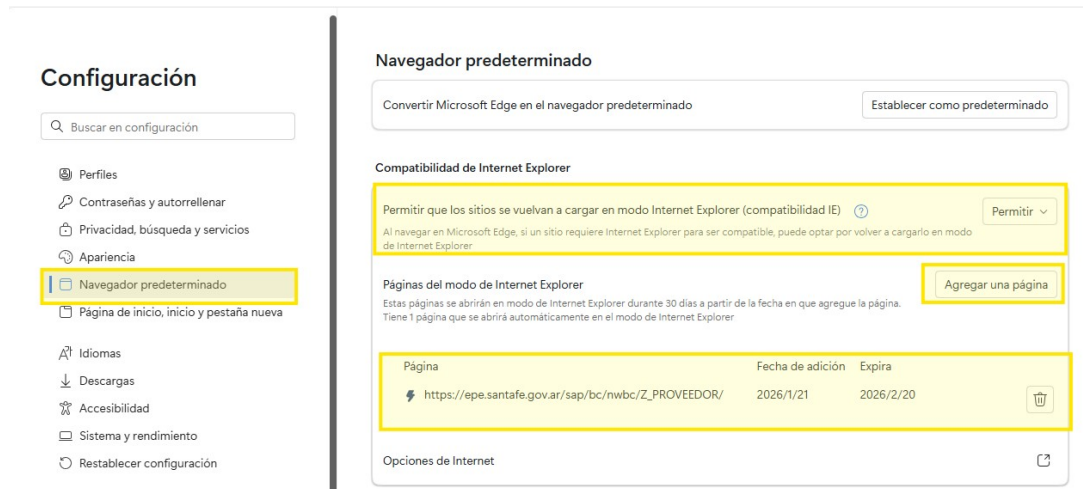 Configuración
Buscar en configuración
Perfiles
Contraseñas y autorrellenar
Privacidad, búsqueda y servicios
Apariencia
Navegador predeterminado
Página de inicio, inicio y pestaña nueva
Idiomas
Descargas
Accesibilidad
Sistema y rendimiento
Restablecer configuración
Navegador predeterminado
Convertir Microsoft Edge en el navegador predeterminado
Establecer como predeterminado
Compatibilidad de Internet Explorer
Permitir que los sitios se vuelvan a cargar en modo Internet Explorer (compatibilidad IE)
Permitir
Al navegar en Microsoft Edge, si un sitio requiere Internet Explorer para ser compatible, puede optar por volver a cargarlo en modo
de Internet Explorer
Páginas del modo de Internet Explorer
Agregar una página
Estas páginas se abrirán en modo de Internet Explorer durante 30 días a partir de la fecha en que agregue la página.
Tiene 1 página que se abrirá automáticamente en el modo de Internet Explorer
Página Fecha de adición Expira
https://epe.santafe.gov.ar/sap/bc/nwbc/Z_PROVEEDOR/ 2026/1/21 2026/2/20
Opciones de Internet